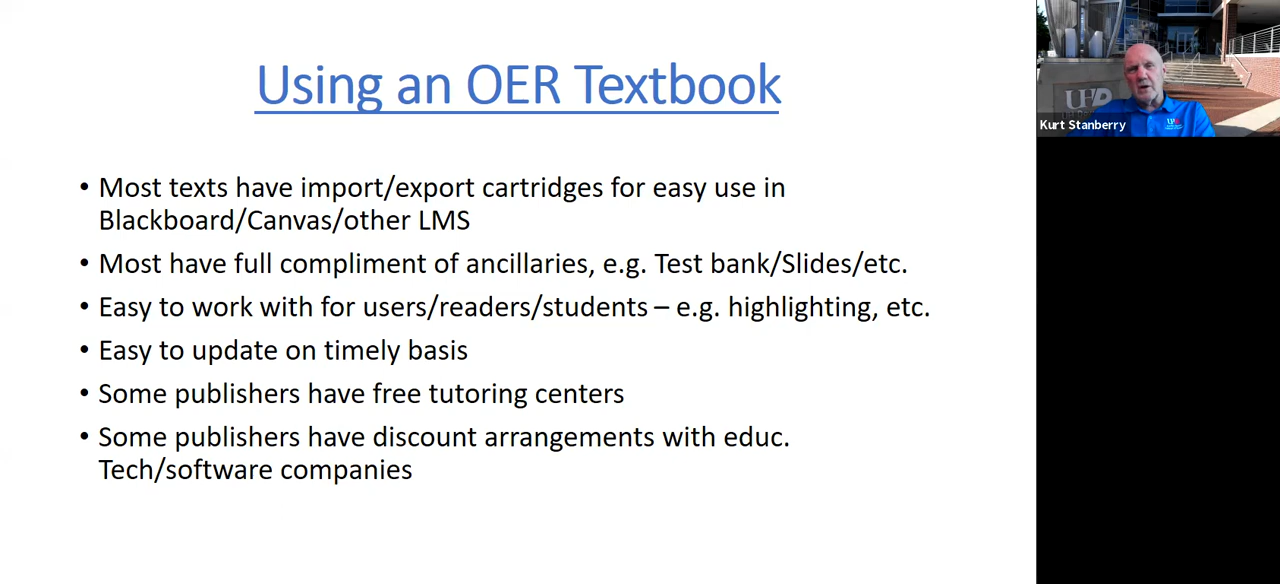 Using an OER Textbook
• Most texts have import/export cartridges for easy use in
Blackboard/Canvas/other LMS
• Most have full compliment of ancillaries, e.g. Test bank/Slides/etc.
• Easy to work with for users/readers/students – e.g. highlighting, etc.
• Easy to update on timely basis
• Some publishers have free tutoring centers
• Some publishers have discount arrangements with educ.
Tech/software companies
UHD
Kurt Stanberry